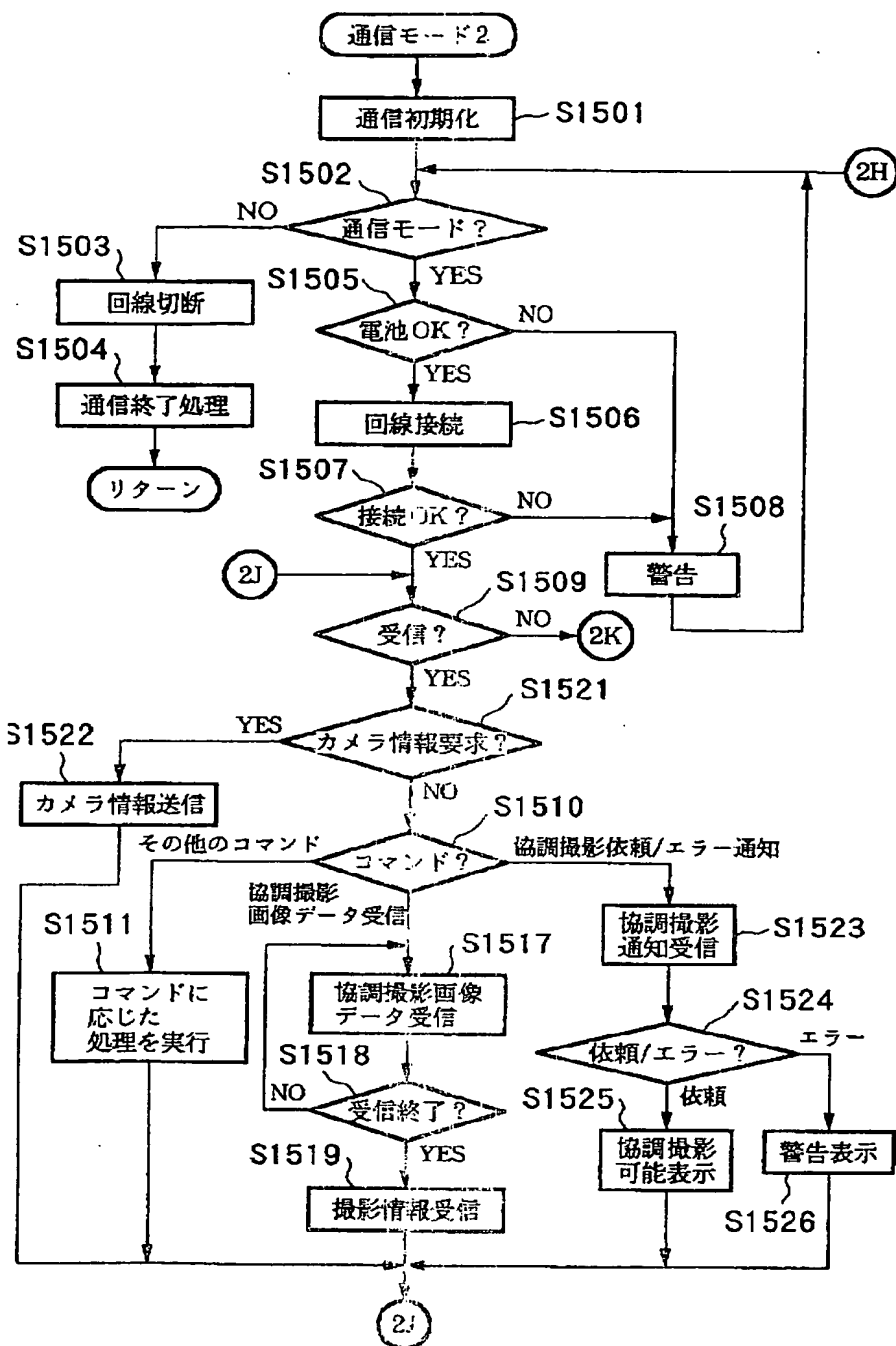 通信モード2
通信初期化
S1501
2H
S1502
通信モード?
NO
YES
S1503
回線切断
S1504
通信終了処理
リターン
S1505
電池OK?
NO
YES
回線接続
S1506
S1507
接続OK?
NO
YES
S1508
警告
2J
S1509
受信?
NO
2K
YES
S1521
カメラ情報要求?
YES
NO
S1522
カメラ情報送信
S1510
コマンド?
その他のコマンド
協調撮影
画像データ受信
協調撮影依頼/エラー通知
S1511
コマンドに
応じた
処理を実行
S1517
協調撮影画像
データ受信
S1518
受信終了?
NO
YES
S1519
撮影情報受信
協調撮影
通知受信
S1523
S1524
依頼/エラー?
エラー
依頼
S1525
協調撮影
可能表示
警告表示
S1526
2J